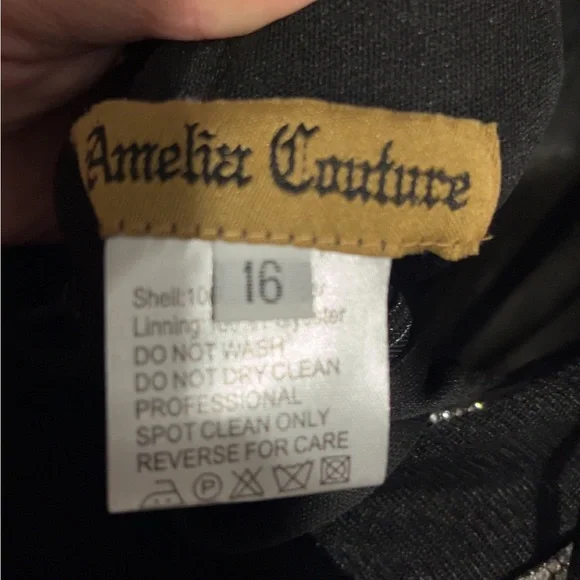 Amelia Couture
16
Shell:10
Linning:
DO NOT WASH
DO NOT DRY CLEAN
PROFESSIONAL
SPOT CLEAN ONLY
REVERSE FOR CARE
P